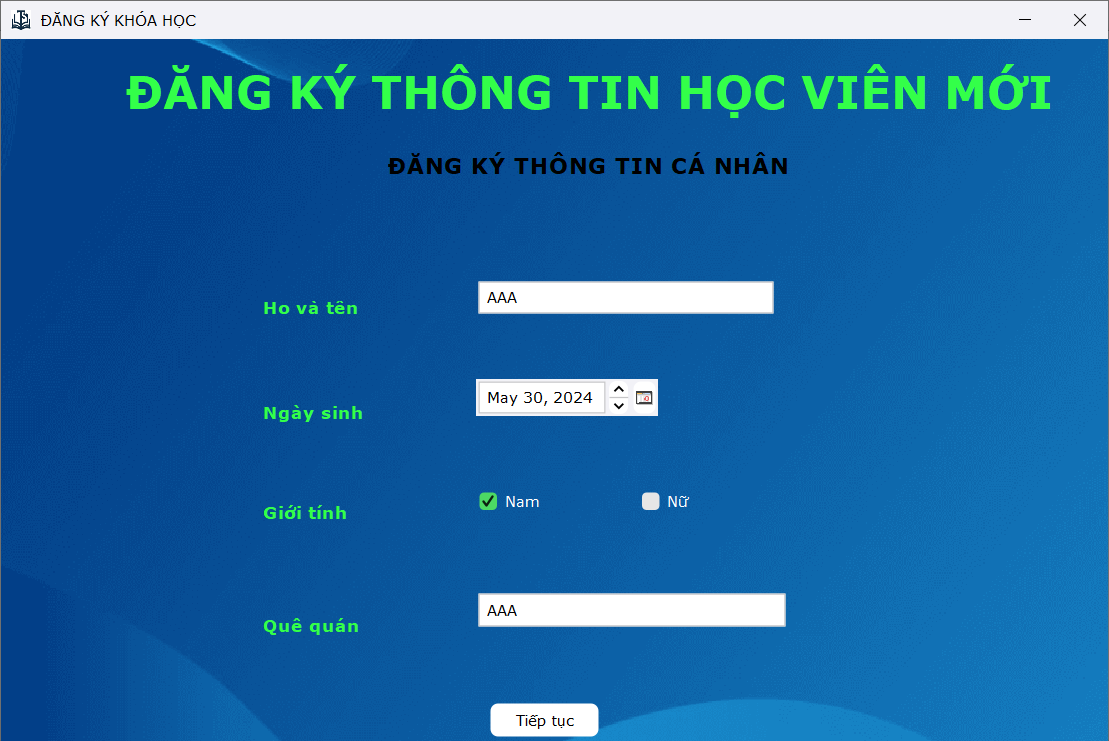 ĐĂNG KÝ KHÓA HỌC
ĐĂNG KÝ THÔNG TIN HỌC VIÊN MỚI
ĐĂNG KÝ THÔNG TIN CÁ NHÂN
Ho và tên
AAA
Ngày sinh
May 30, 2024
Giới tính
Nam
Nữ
Quê quán
AAA
Tiếp tục